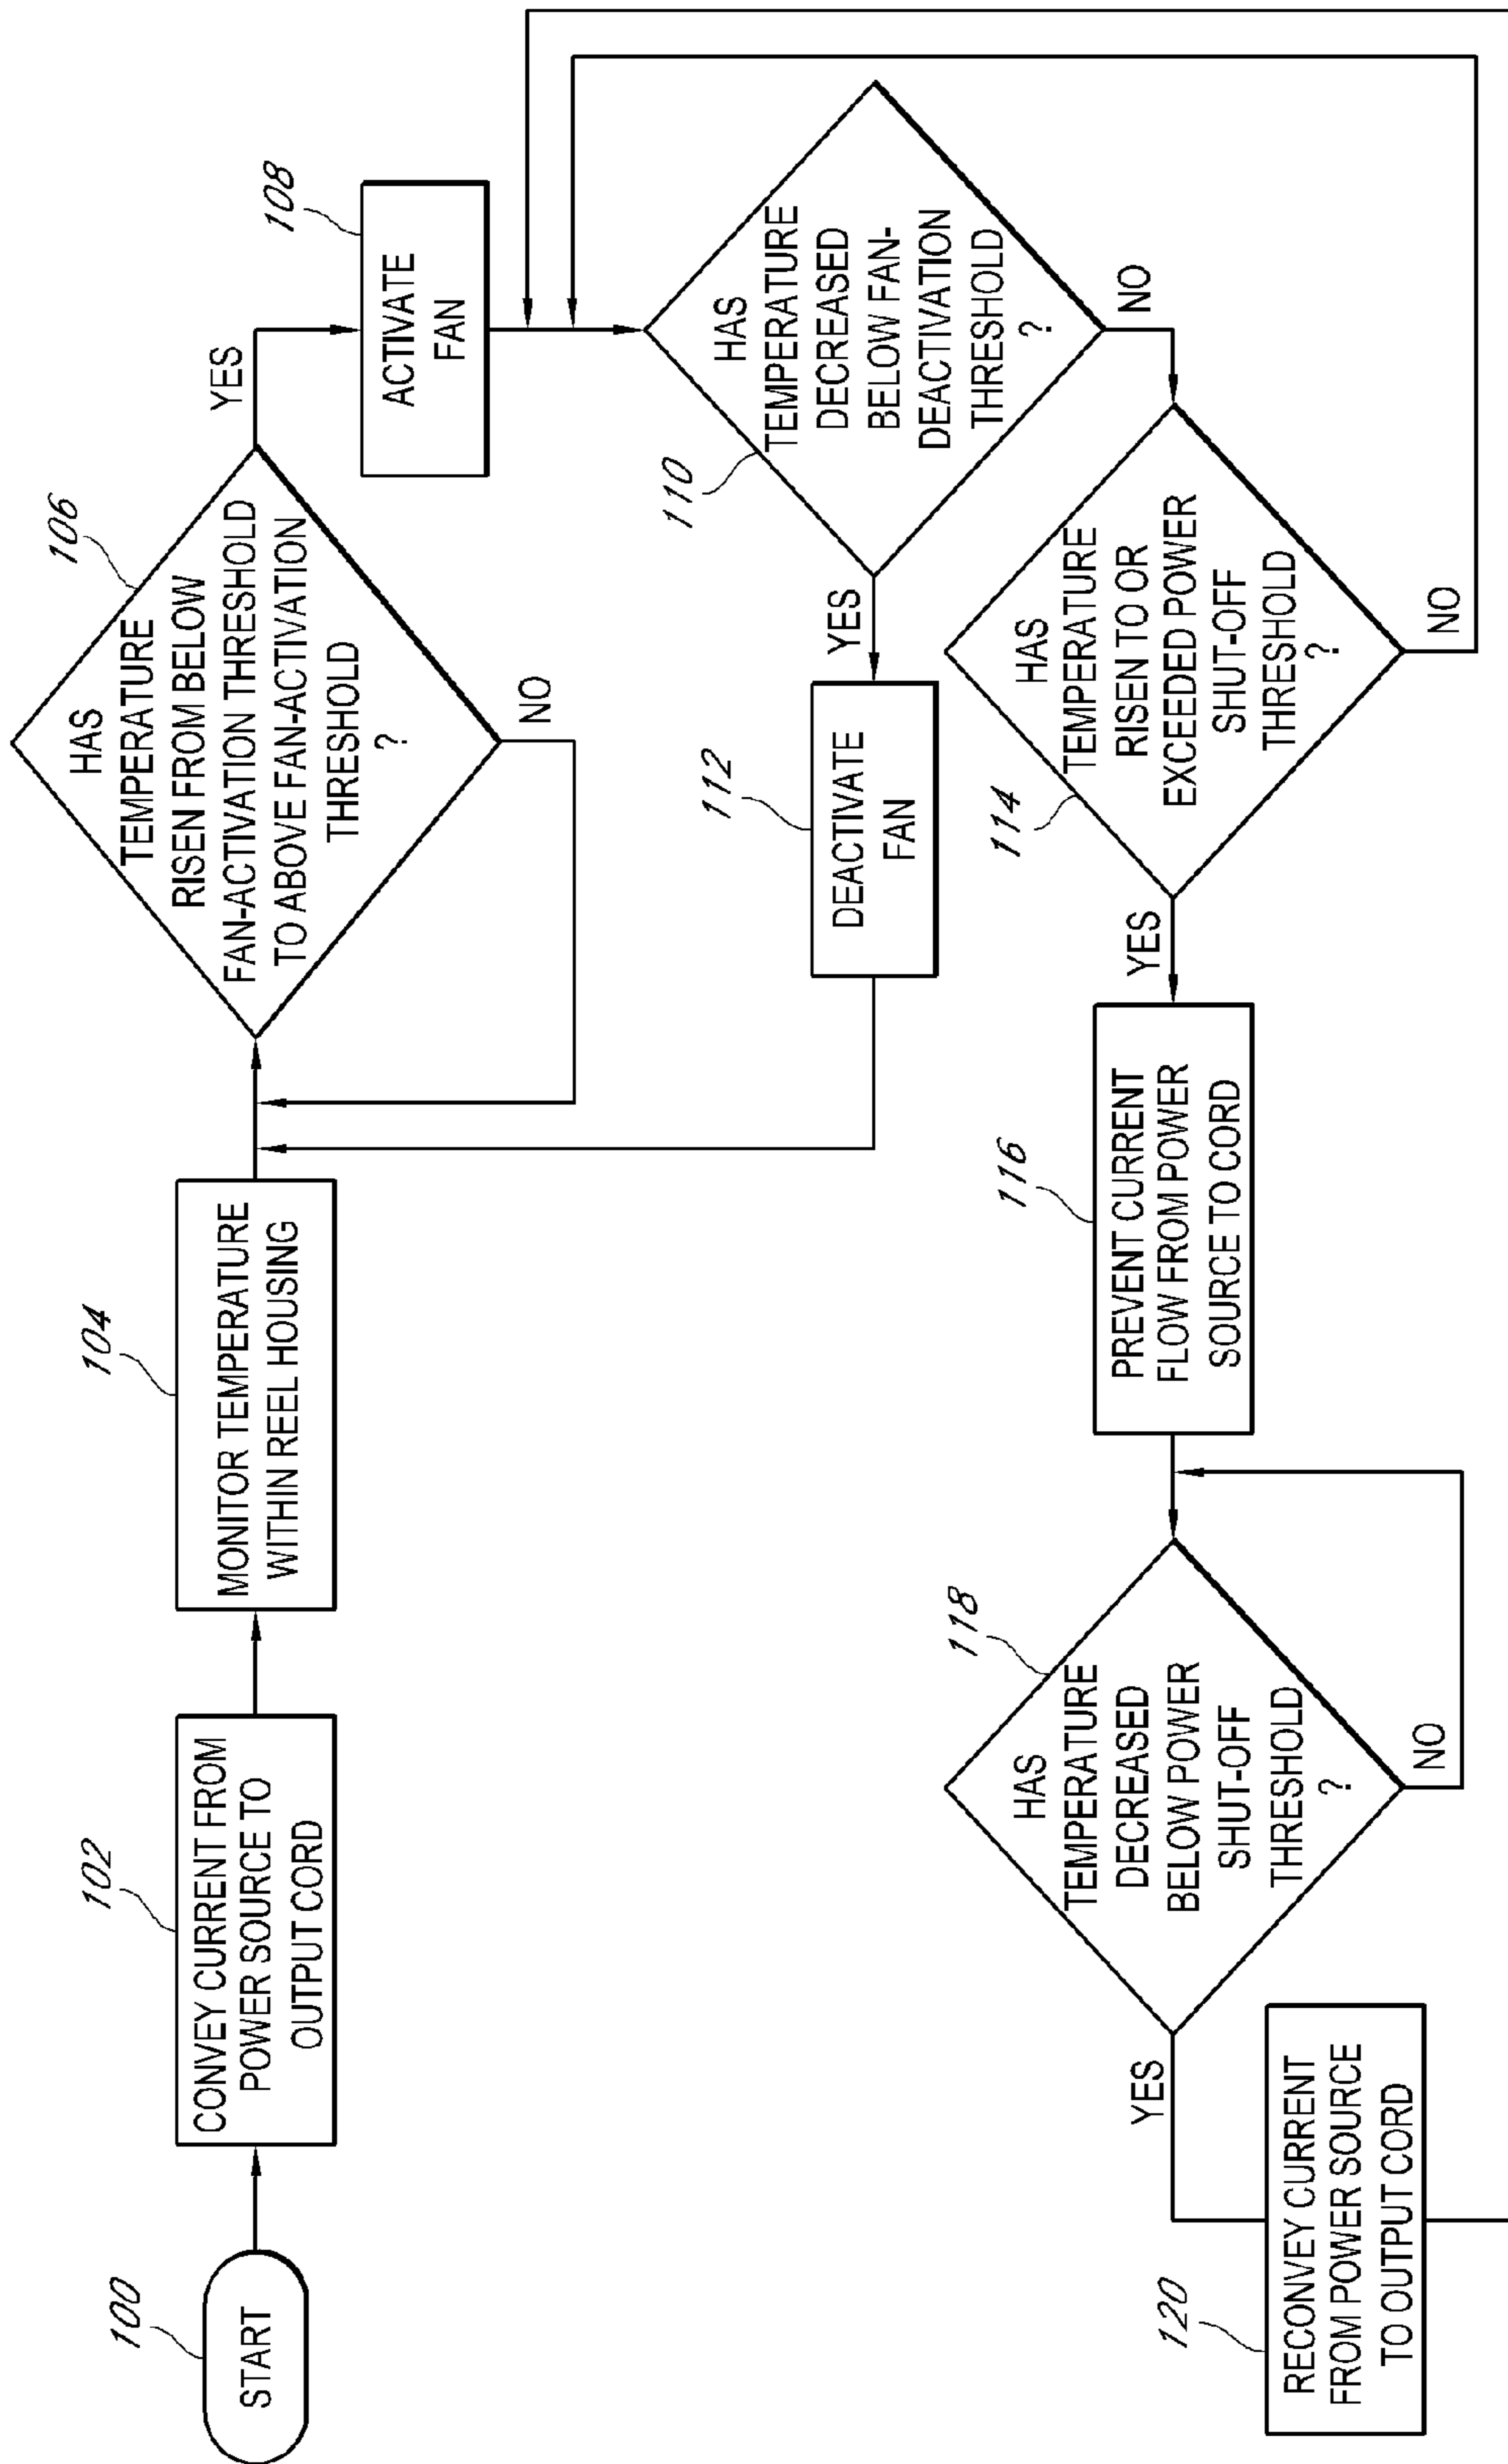 100
START
102
CONVEY CURRENT FROM
POWER SOURCE TO
OUTPUT CORD
104
MONITOR TEMPERATURE
WITHIN REEL HOUSING
106
HAS
TEMPERATURE
RISEN FROM BELOW
FAN-ACTIVATION THRESHOLD
TO ABOVE FAN-ACTIVATION
THRESHOLD
?
YES
NO
108
ACTIVATE
FAN
110
HAS
TEMPERATURE
DECREASED
BELOW FAN-
DEACTIVATION
THRESHOLD
?
YES
NO
112
DEACTIVATE
FAN
114
HAS
TEMPERATURE
RISEN TO OR
EXCEEDED POWER
SHUT-OFF
THRESHOLD
?
YES
NO
116
PREVENT CURRENT
FLOW FROM POWER
SOURCE TO CORD
118
HAS
TEMPERATURE
DECREASED
BELOW POWER
SHUT-OFF
THRESHOLD
?
YES
NO
120
RECONVEY CURRENT
FROM POWER SOURCE
TO OUTPUT CORD